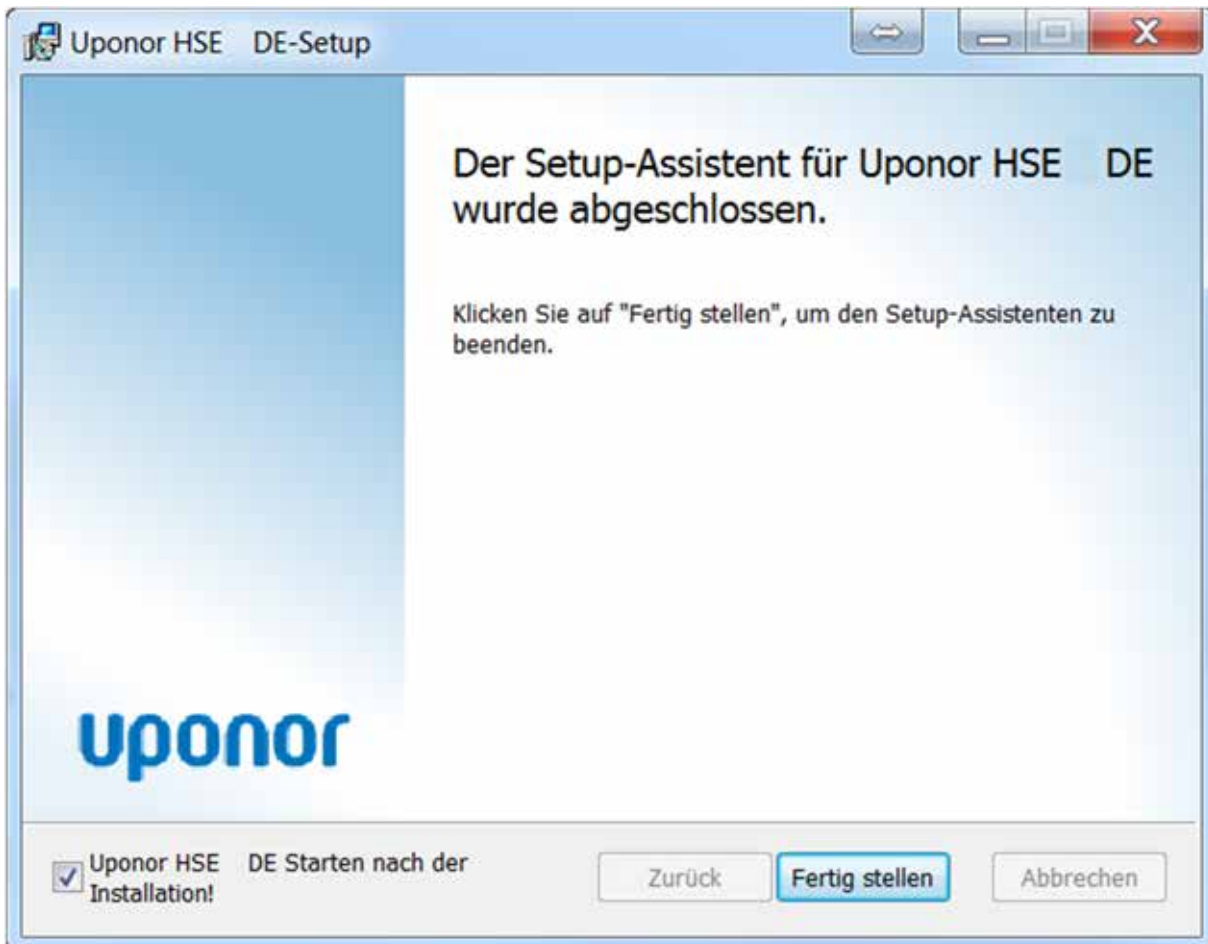 Uponor HSE DE-Setup
Der Setup-Assistent für Uponor HSE DE
wurde abgeschlossen.
Klicken Sie auf "Fertig stellen", um den Setup-Assistenten zu
beenden.
uponor
Uponor HSE DE Starten nach der
Installation!
Zurück Fertig stellen Abbrechen